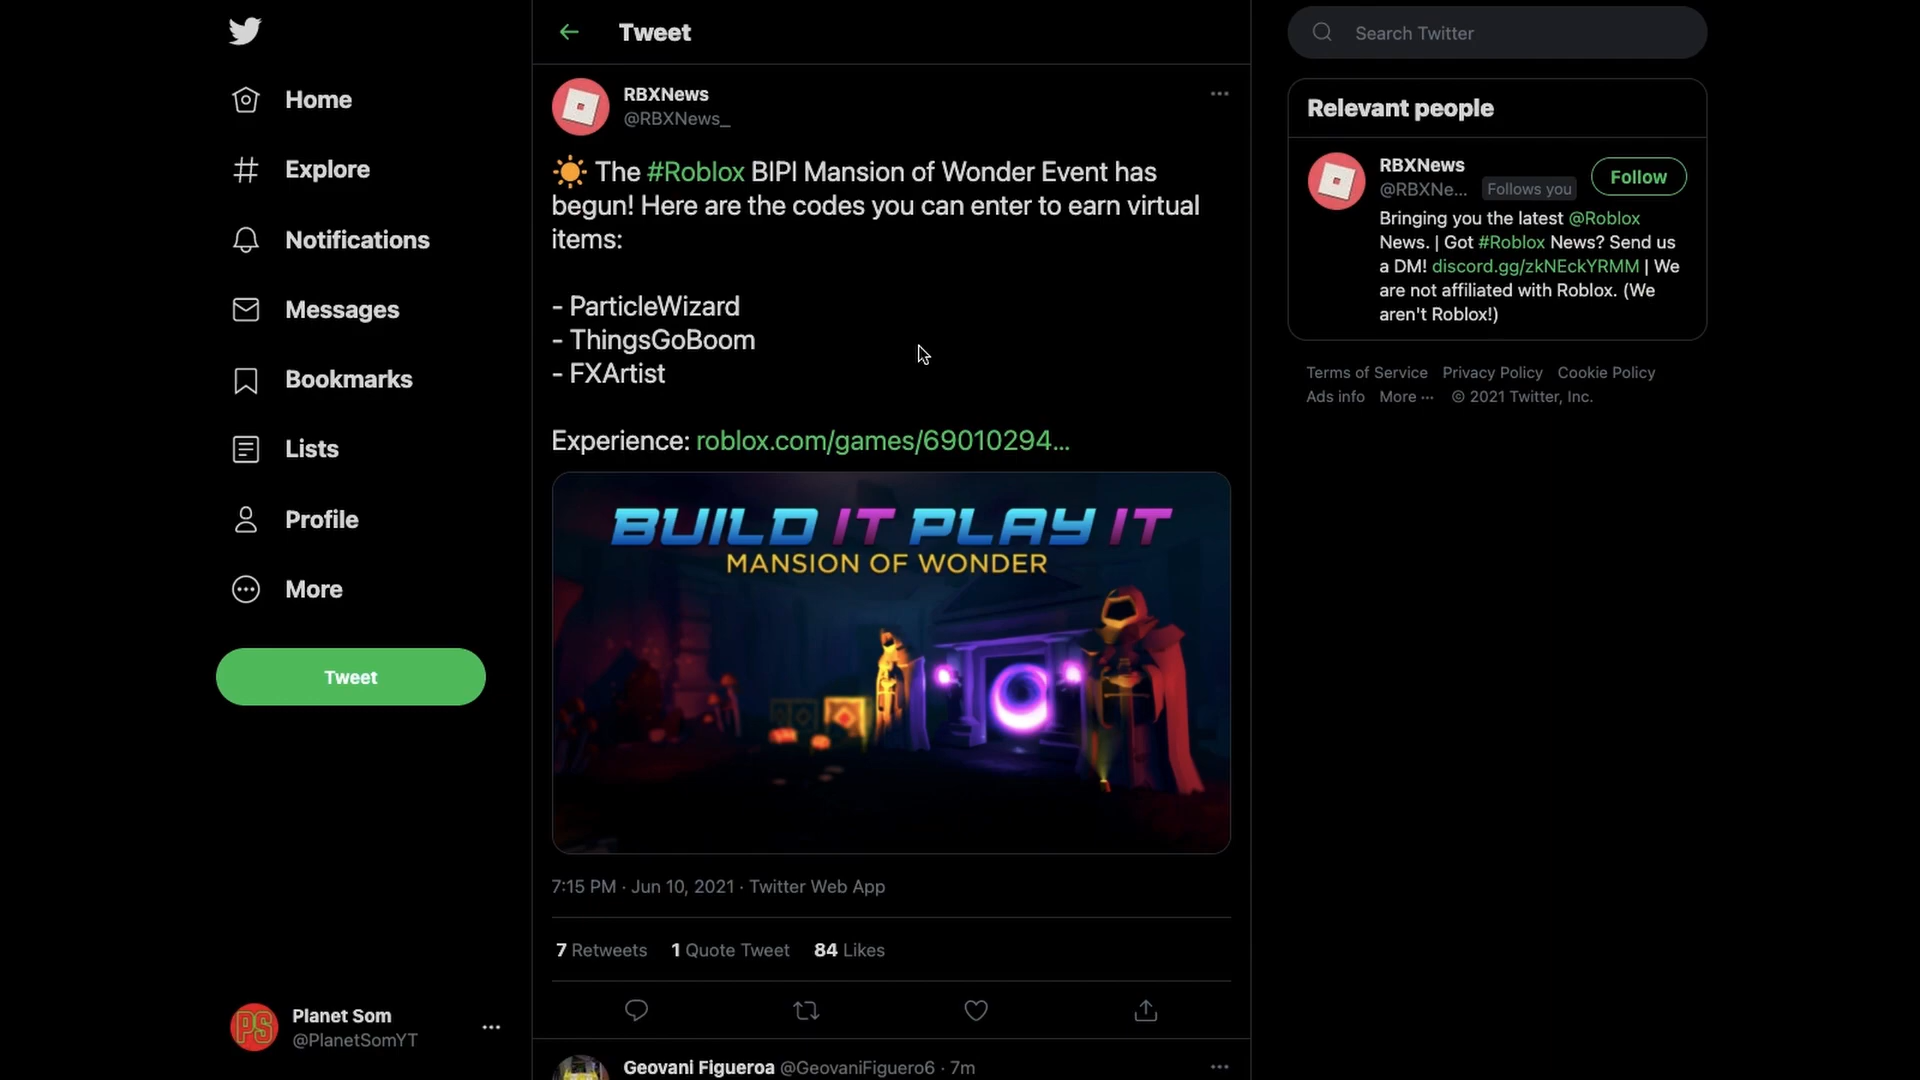 Home
Explore
Notifications
Messages
Bookmarks
Lists
Profile
More
Tweet
Planet Som
@PlanetSomYT
PS
Tweet
RBXNews
@RBXNews_
☀️ The #Roblox BIPI Mansion of Wonder Event has
begun! Here are the codes you can enter to earn virtual
items:
- ParticleWizard
- ThingsGoBoom
- FXArtist
Experience: roblox.com/games/69010294...
BUILD IT PLAY IT
MANSION OF WONDER
7:15 PM · Jun 10, 2021 · Twitter Web App
7 Retweets 1 Quote Tweet 84 Likes
Geovani Figueroa @GeovaniFiguero6 · 7m
Search Twitter
Relevant people
RBXNews
@RBXNe... Follows you
Follow
Bringing you the latest @Roblox
News. | Got #Roblox News? Send us
a DM! discord.gg/zkNEckYRMM | We
are not affiliated with Roblox. (We
aren't Roblox!)
Terms of Service Privacy Policy Cookie Policy
Ads info More ··· © 2021 Twitter, Inc.